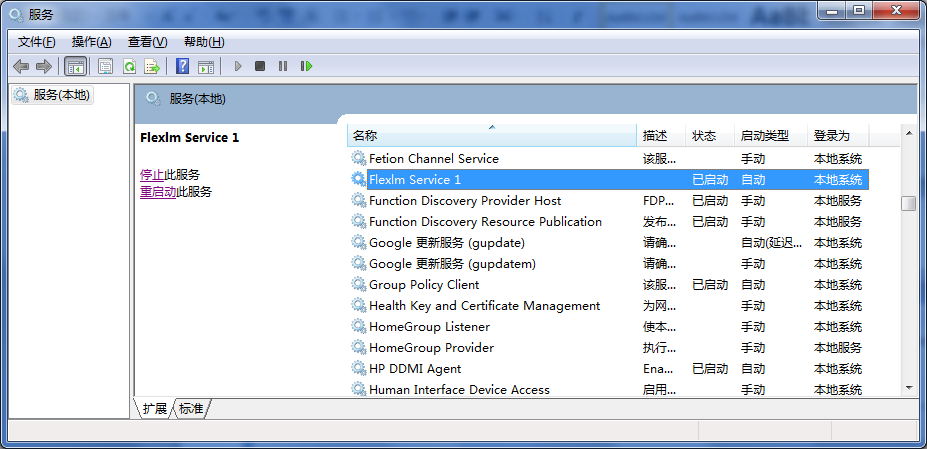 服务
文件(F) 操作(A) 查看(V) 帮助(H)
服务(本地)
服务(本地)
Flexlm Service 1
停止此服务
重启动此服务
名称 描述 状态 启动类型 登录为
Fetion Channel Service 该服... 手动 本地系统
Flexlm Service 1 已启动 自动 本地系统
Function Discovery Provider Host FDP... 已启动 手动 本地服务
Function Discovery Resource Publication 发布... 已启动 手动 本地服务
Google 更新服务 (gupdate) 请确... 自动(延迟... 本地系统
Google 更新服务 (gupdatem) 请确... 手动 本地系统
Group Policy Client 该服... 已启动 自动 本地系统
Health Key and Certificate Management 为网... 手动 本地系统
HomeGroup Listener 使本... 手动 本地系统
HomeGroup Provider 执行... 手动 本地服务
HP DDMI Agent Ena... 已启动 自动 本地系统
Human Interface Device Access 启用... 手动 本地系统
扩展 标准